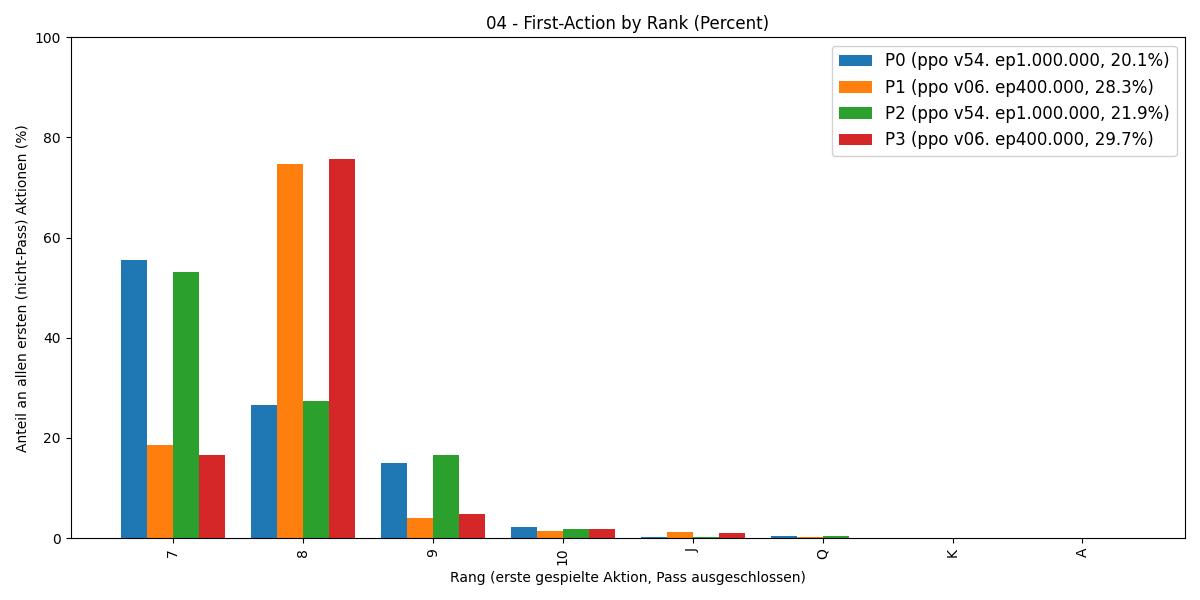 04 - First-Action by Rank (Percent)
P0 (ppo v54. ep1.000.000, 20.1%)
P1 (ppo v06. ep400.000, 28.3%)
P2 (ppo v54. ep1.000.000, 21.9%)
P3 (ppo v06. ep400.000, 29.7%)
Anteil an allen ersten (nicht-Pass) Aktionen (%)
100
80
60
40
20
0
7 8 9 10 J Q K A
Rang (erste gespielte Aktion, Pass ausgeschlossen)